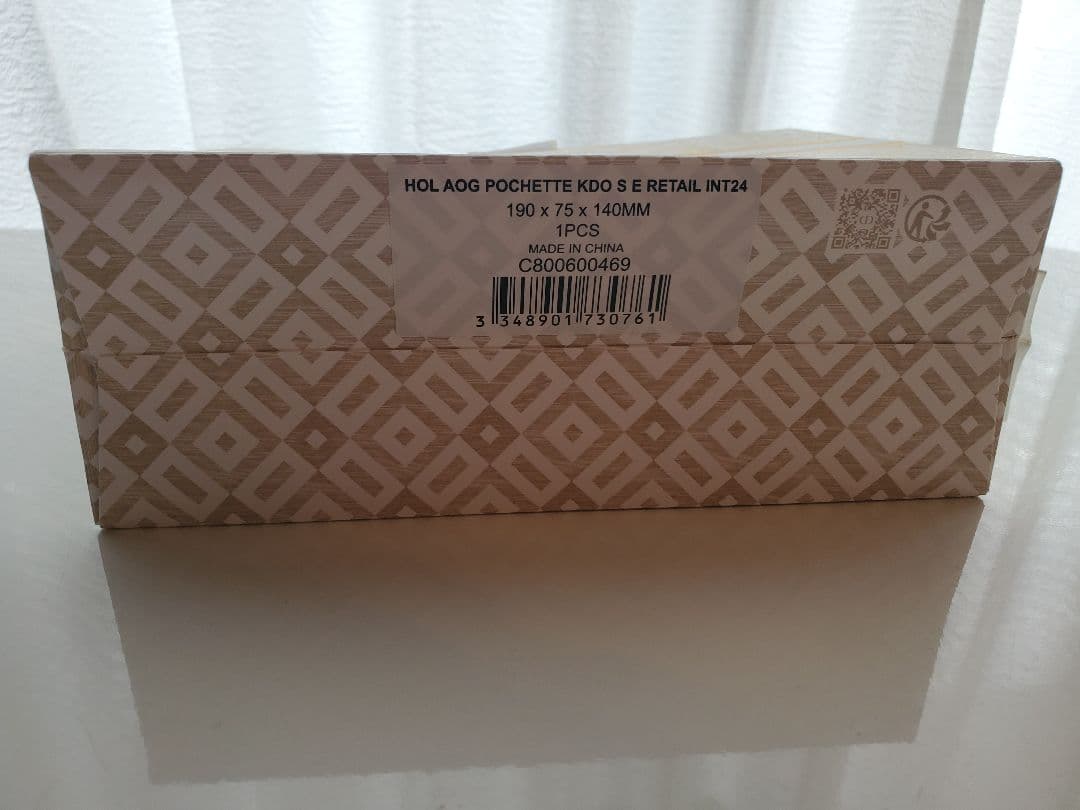 HOL AOG POCHETTE KDO S E RETAIL INT24
190 x 75 x 140MM
1PCS
MADE IN CHINA
C800600469
3 348901 730761